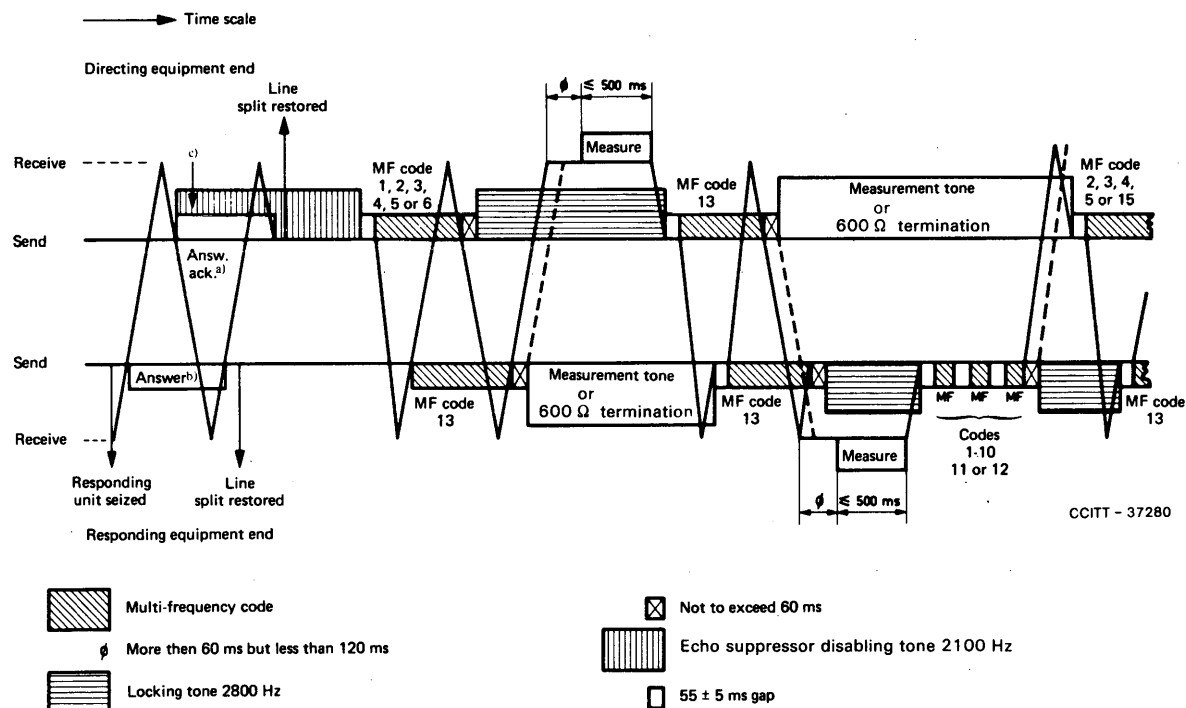 Time scale
Directing equipment end
Line
split restored
ϕ ≤ 500 ms
Receive
c)
MF code
1, 2, 3,
4, 5 or 6
Measure
MF code
13
Measurement tone
or
600 Ω termination
MF code
2, 3, 4,
5 or 15
Send
Answ.
ack.a)
Send
Answerb)
MF code
13
Measurement tone
or
600 Ω termination
MF code
13
MF MF MF
MF code
13
Receive
Measure
Codes
1-10
11 or 12
Responding
unit seized
Line
split restored
ϕ ≤ 500 ms
CCITT - 37280
Responding equipment end
Multi-frequency code
Not to exceed 60 ms
ϕ More then 60 ms but less than 120 ms
Echo suppressor disabling tone 2100 Hz
Locking tone 2800 Hz
55 ± 5 ms gap